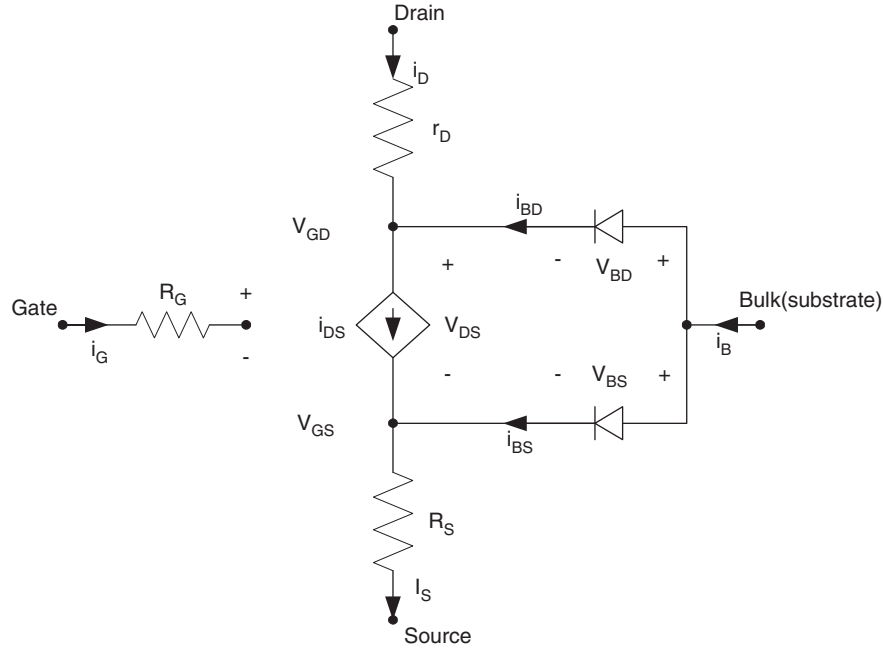 Drain
i_D
r_D
i_BD
V_GD
+
-
V_BD
+
R_G
+
Gate
i_DS
V_DS
Bulk(substrate)
i_G
-
i_B
-
-
V_BS
+
V_GS
i_BS
R_S
I_S
Source